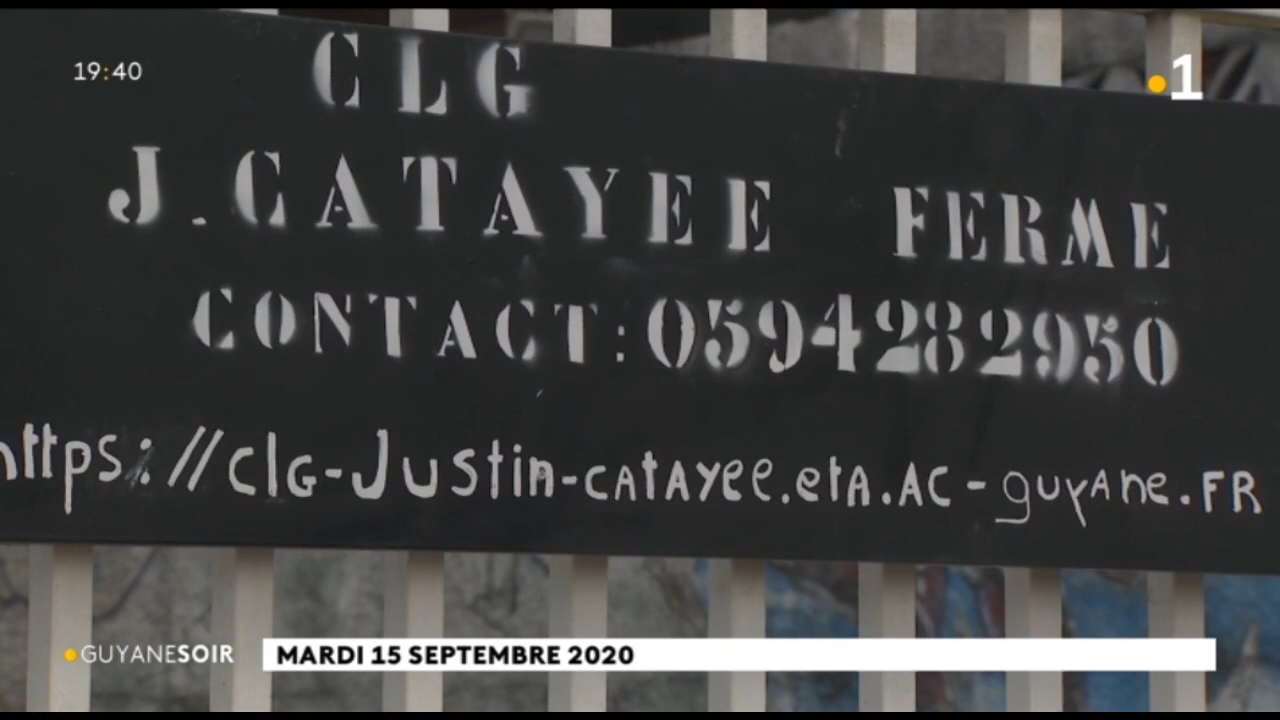 19:40
1
CLG
J.CATAYEE FERME
CONTACT:0594282950
https://clG-Justin-cATAYee.etA.AC-guyAne.FR
GUYANESOIR
MARDI 15 SEPTEMBRE 2020